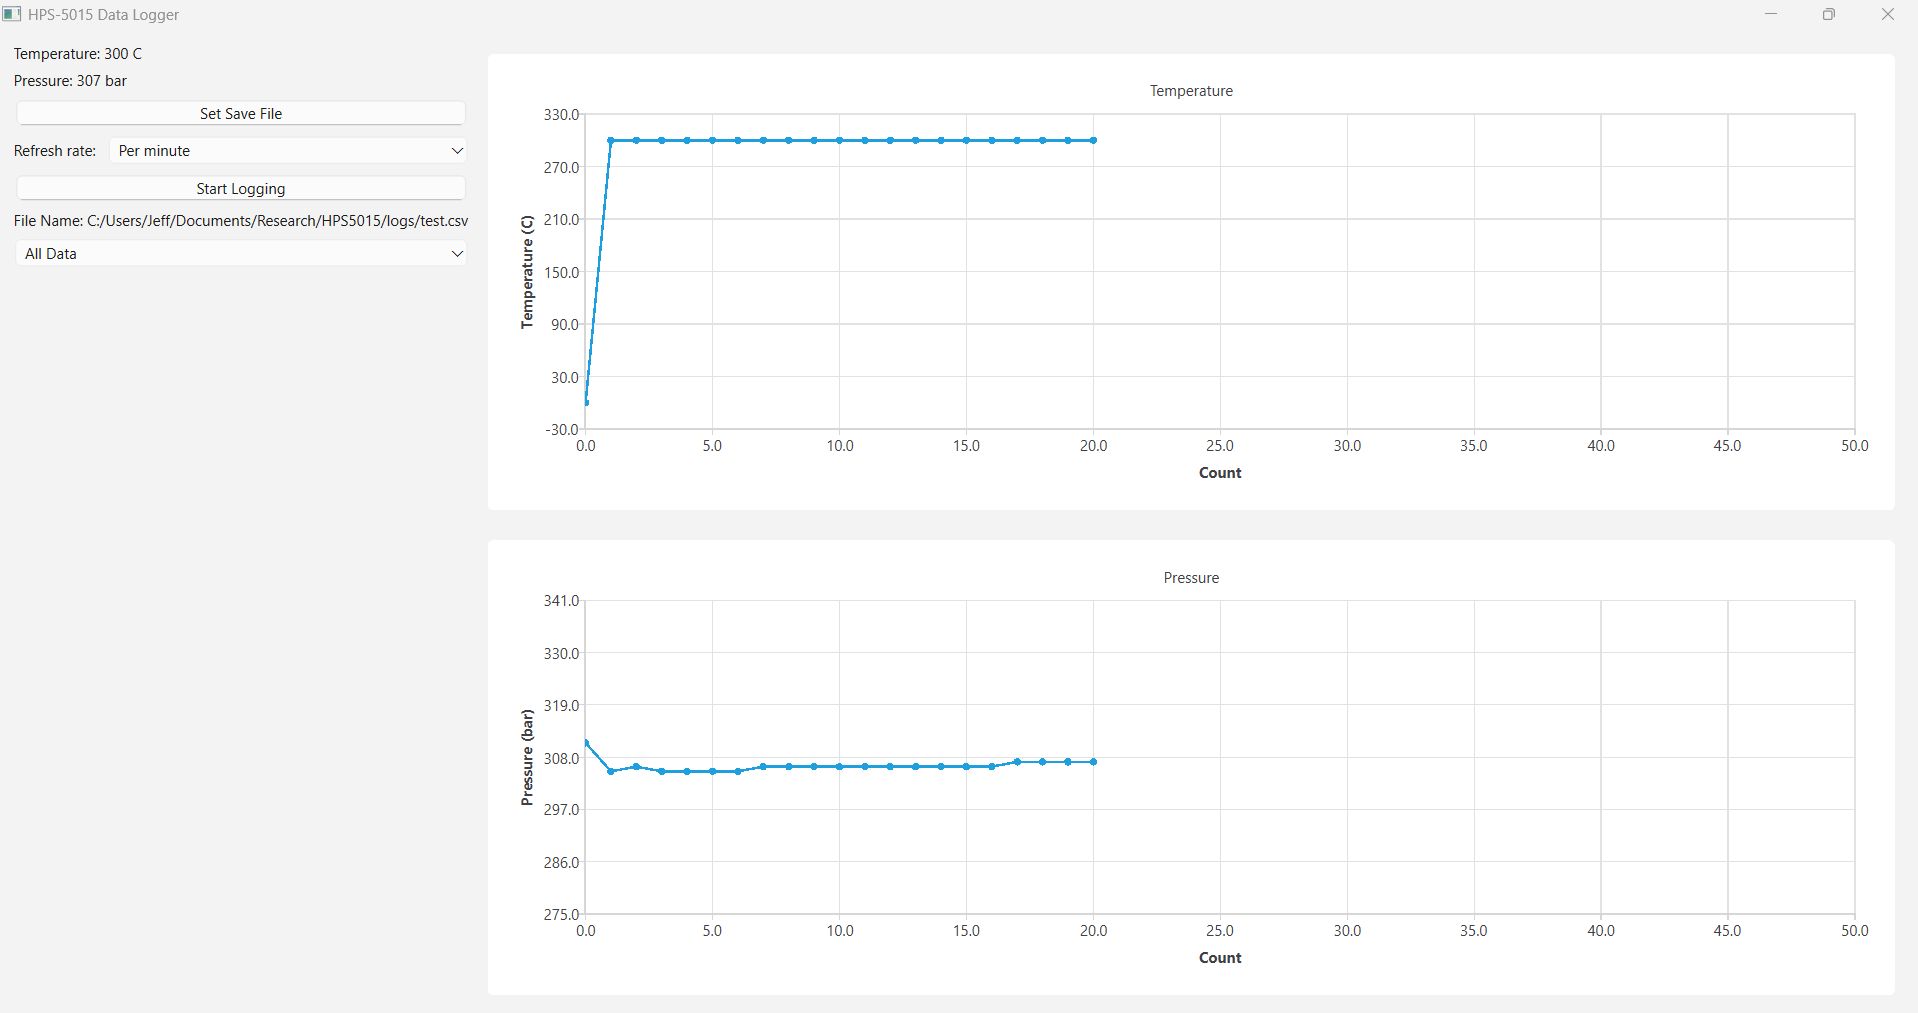 HPS-5015 Data Logger
Temperature: 300 C
Pressure: 307 bar
Set Save File
Refresh rate: Per minute
Start Logging
File Name: C:/Users/Jeff/Documents/Research/HPS5015/logs/test.csv
All Data
Temperature
330.0
270.0
210.0
150.0
90.0
30.0
-30.0
Temperature (C)
0.0 5.0 10.0 15.0 20.0 25.0 30.0 35.0 40.0 45.0 50.0
Count
Pressure
341.0
330.0
319.0
308.0
297.0
286.0
275.0
Pressure (bar)
0.0 5.0 10.0 15.0 20.0 25.0 30.0 35.0 40.0 45.0 50.0
Count